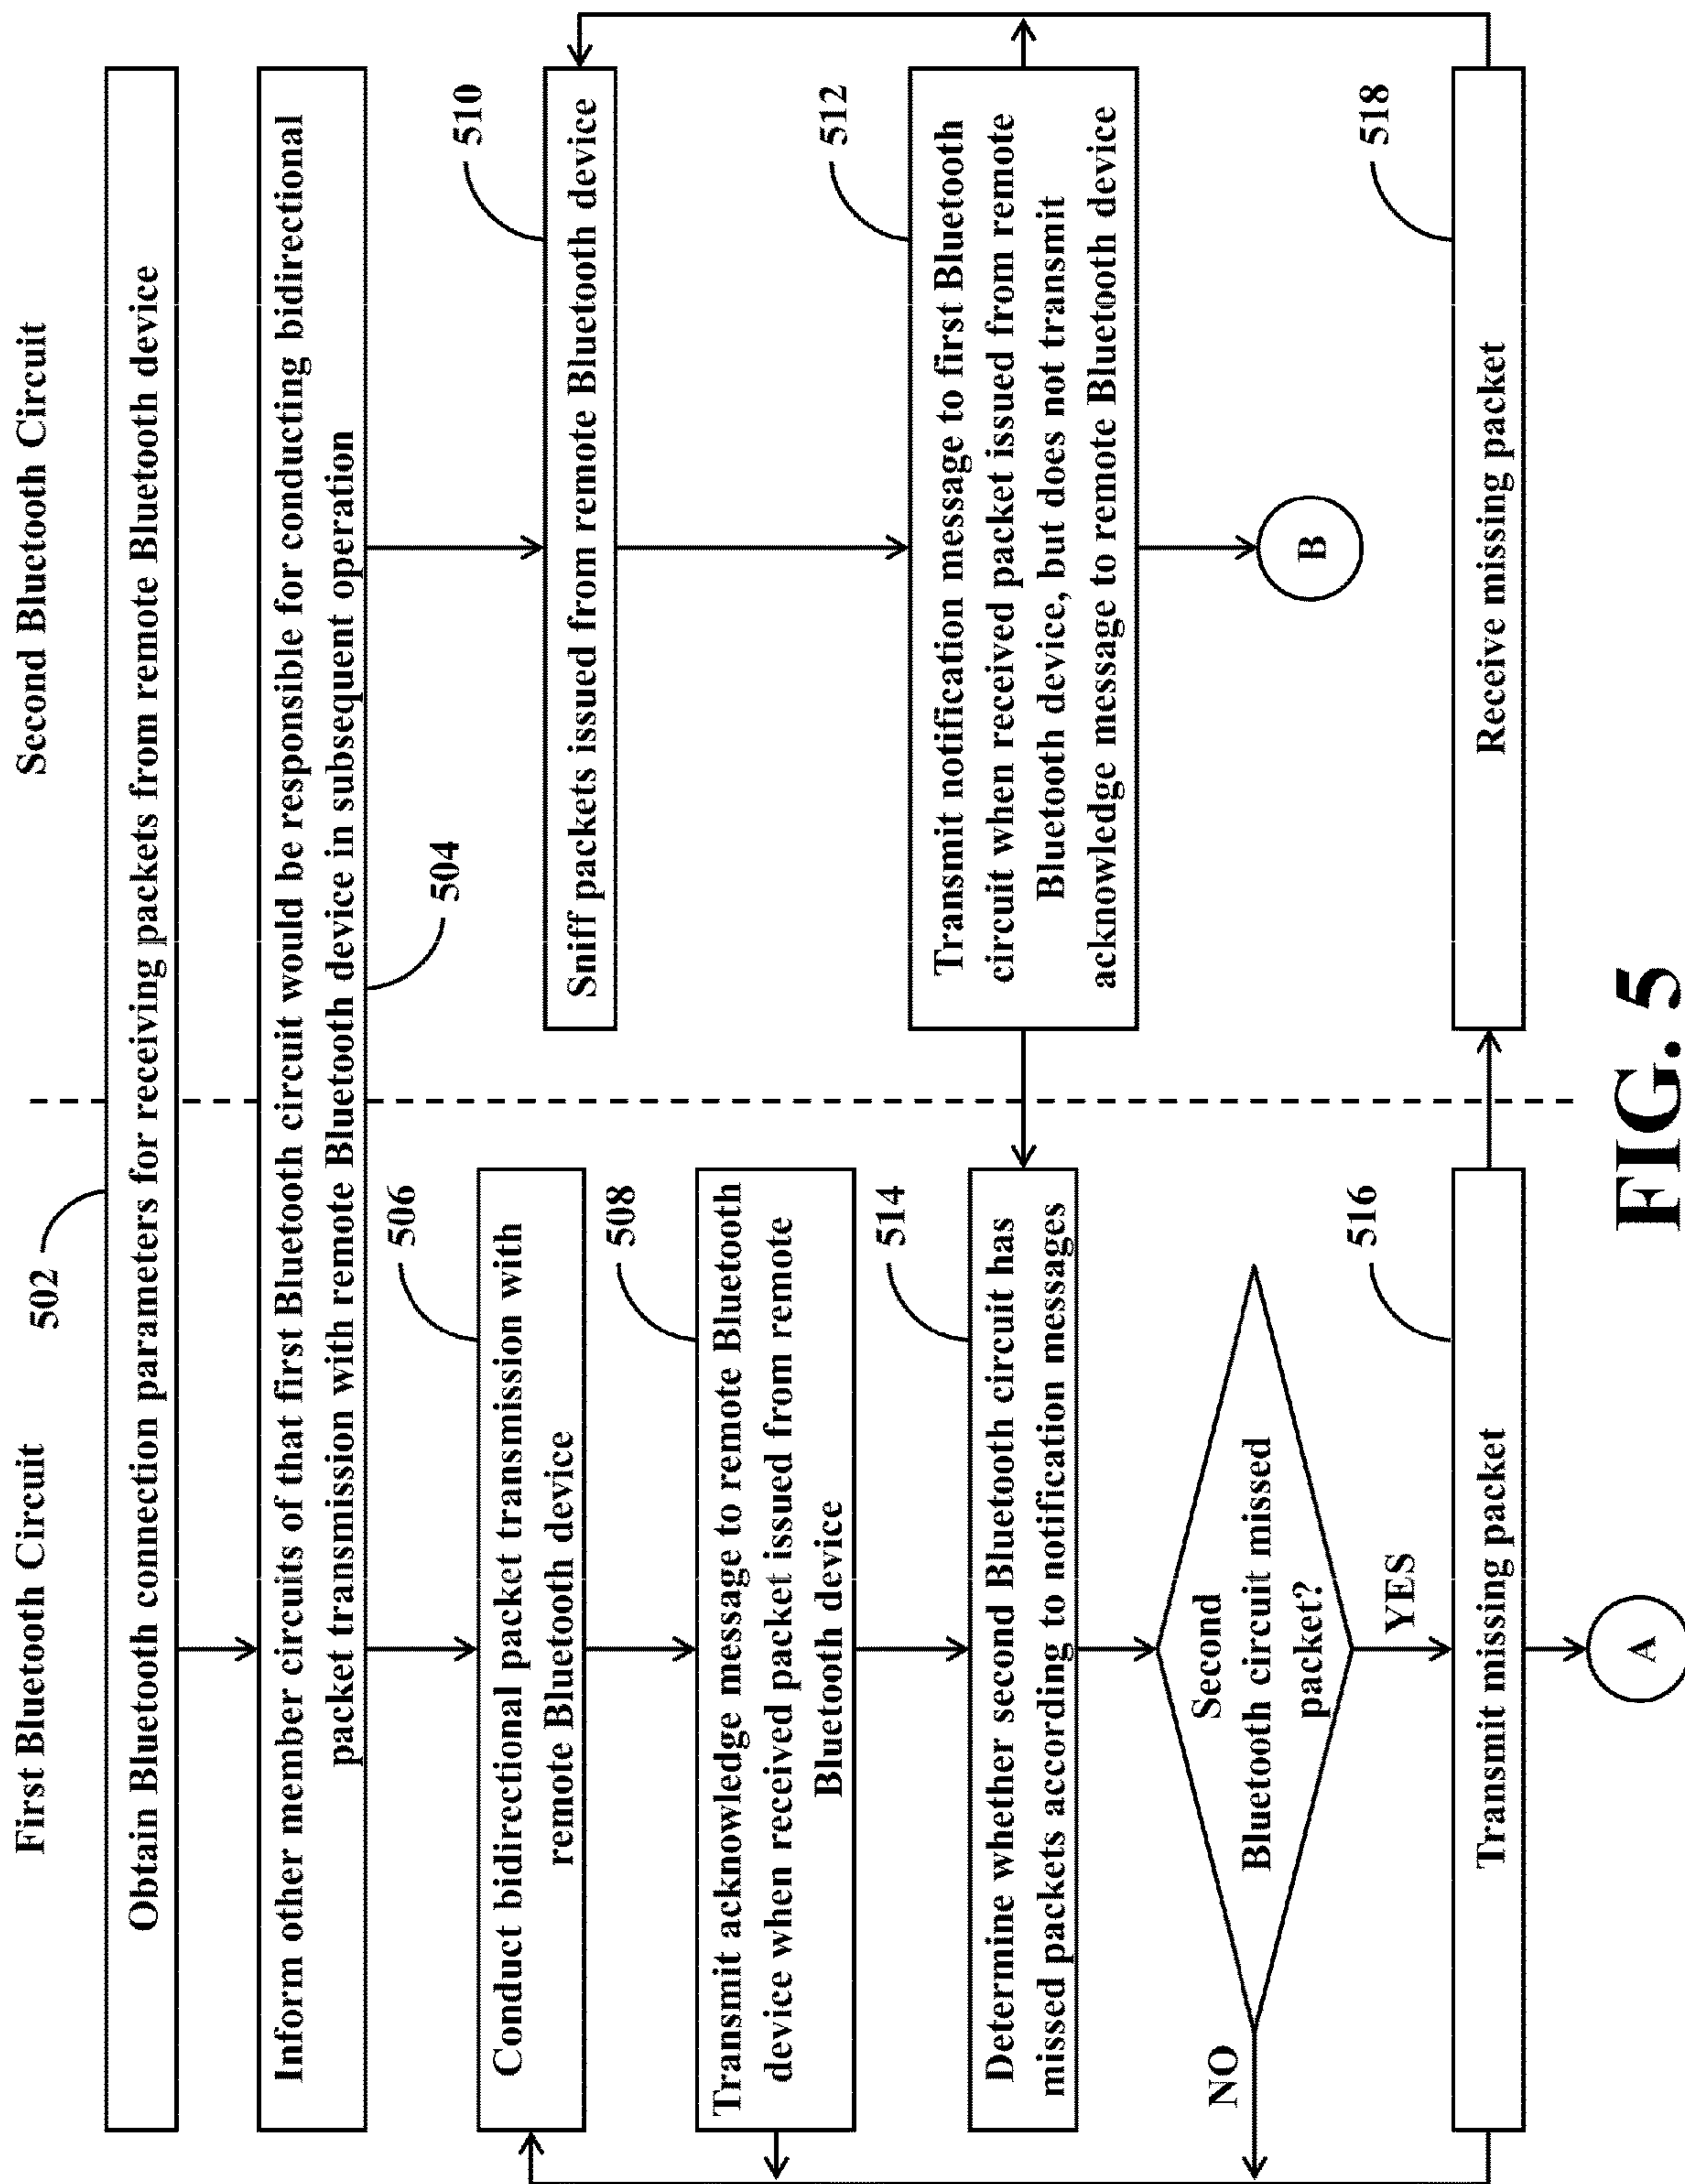 First Bluetooth Circuit
Second Bluetooth Circuit
502
Obtain Bluetooth connection parameters for receiving packets from remote Bluetooth device
Inform other member circuits of that first Bluetooth circuit would be responsible for conducting bidirectional
packet transmission with remote Bluetooth device in subsequent operation
504
506
Conduct bidirectional packet transmission with
remote Bluetooth device
510
Sniff packets issued from remote Bluetooth device
508
Transmit acknowledge message to remote Bluetooth
device when received packet issued from remote
Bluetooth device
512
Transmit notification message to first Bluetooth
circuit when received packet issued from remote
Bluetooth device, but does not transmit
acknowledge message to remote Bluetooth device
514
Determine whether second Bluetooth circuit has
missed packets according to notification messages
Second
Bluetooth circuit missed
packet?
NO
YES
B
516
Transmit missing packet
518
Receive missing packet
A
FIG. 5